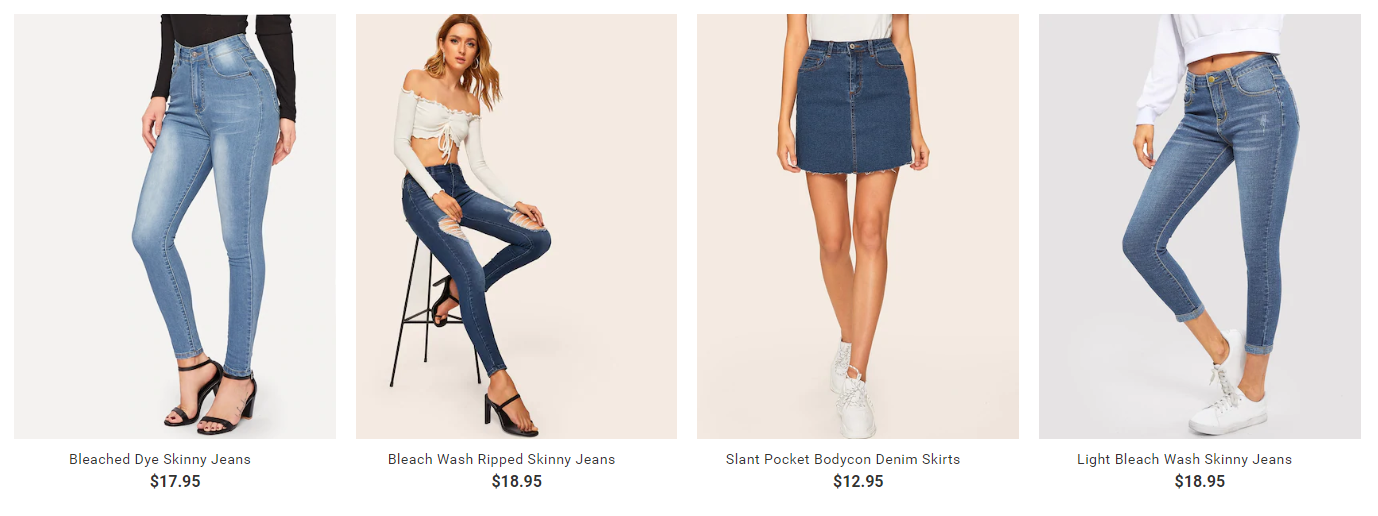 Bleached Dye Skinny Jeans
$17.95
Bleach Wash Ripped Skinny Jeans
$18.95
Slant Pocket Bodycon Denim Skirts
$12.95
Light Bleach Wash Skinny Jeans
$18.95